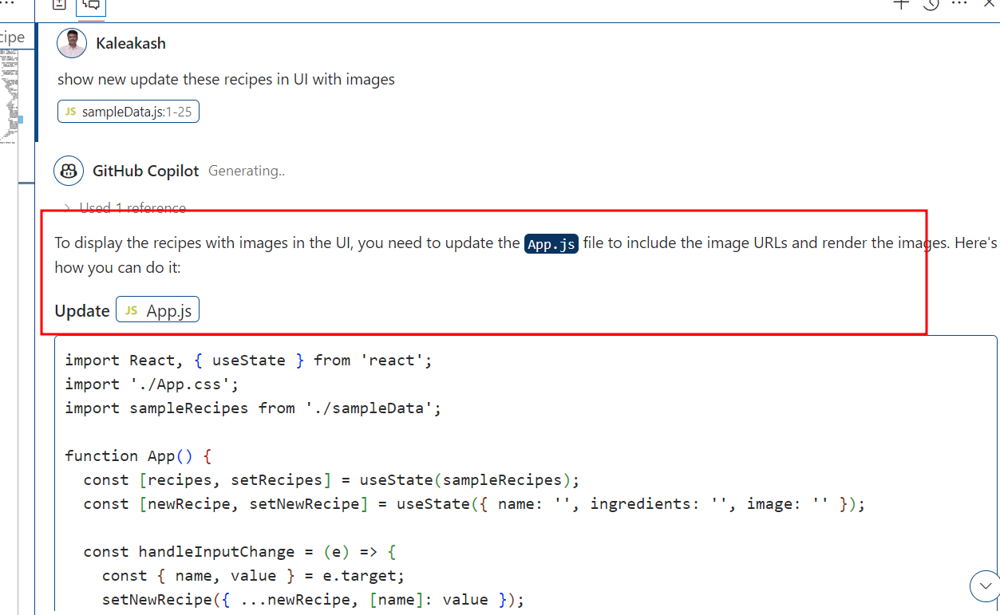 cipe
Kaleakash
show new update these recipes in UI with images
JS sampleData.js:1-25
GitHub Copilot Generating..
> Used 1 reference
To display the recipes with images in the UI, you need to update the App.js file to include the image URLs and render the images. Here's
how you can do it:
Update JS App.js
import React, { useState } from 'react';
import './App.css';
import sampleRecipes from './sampleData';
function App() {
const [recipes, setRecipes] = useState(sampleRecipes);
const [newRecipe, setNewRecipe] = useState({ name: '', ingredients: '', image: '' });
const handleInputChange = (e) => {
const { name, value } = e.target;
setNewRecipe({ ...newRecipe, [name]: value });